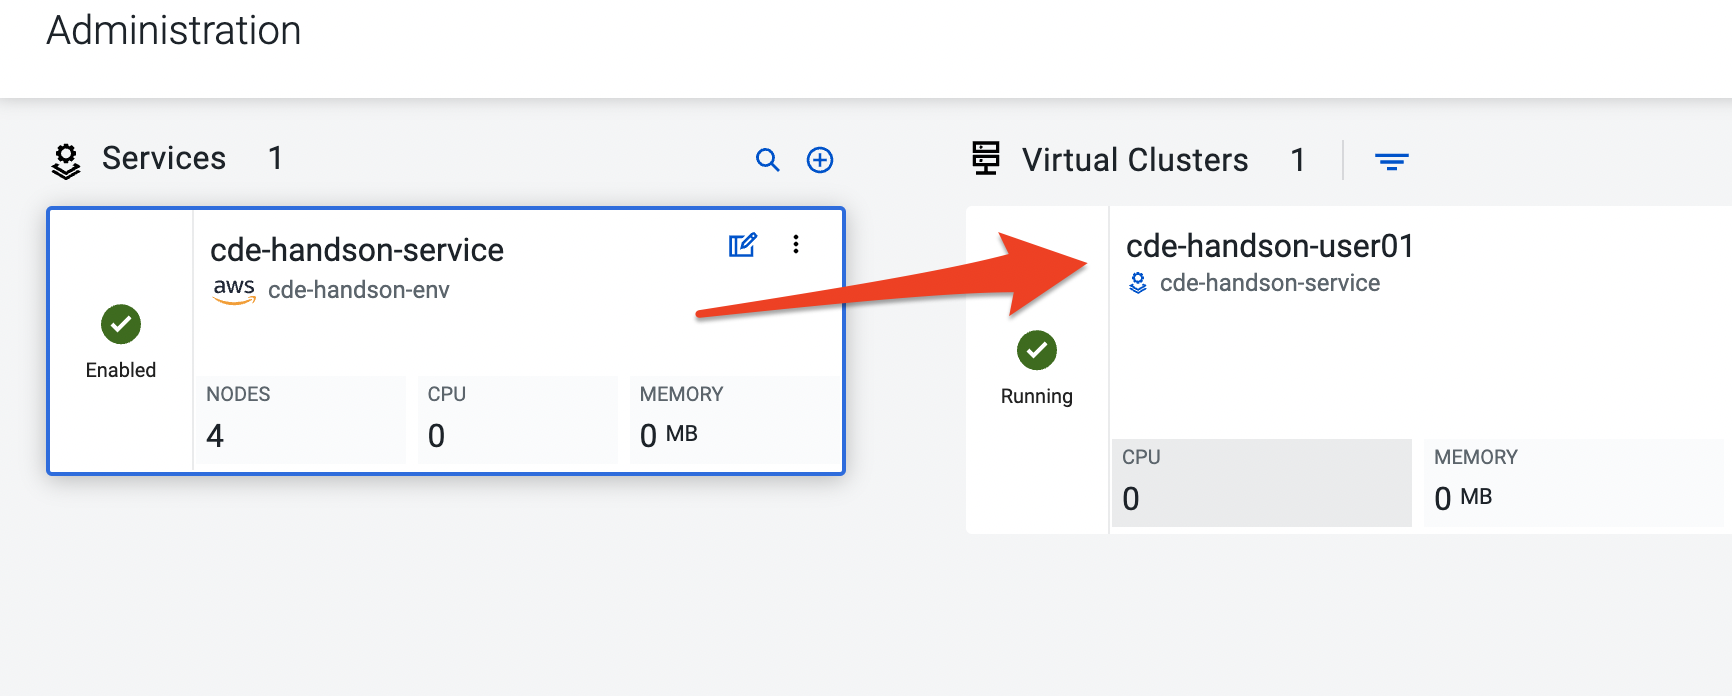 Administration
Services 1
cde-handson-service
aws cde-handson-env
Enabled
NODES CPU MEMORY
4 0 0 MB
Virtual Clusters 1
cde-handson-user01
cde-handson-service
Running
CPU MEMORY
0 0 MB